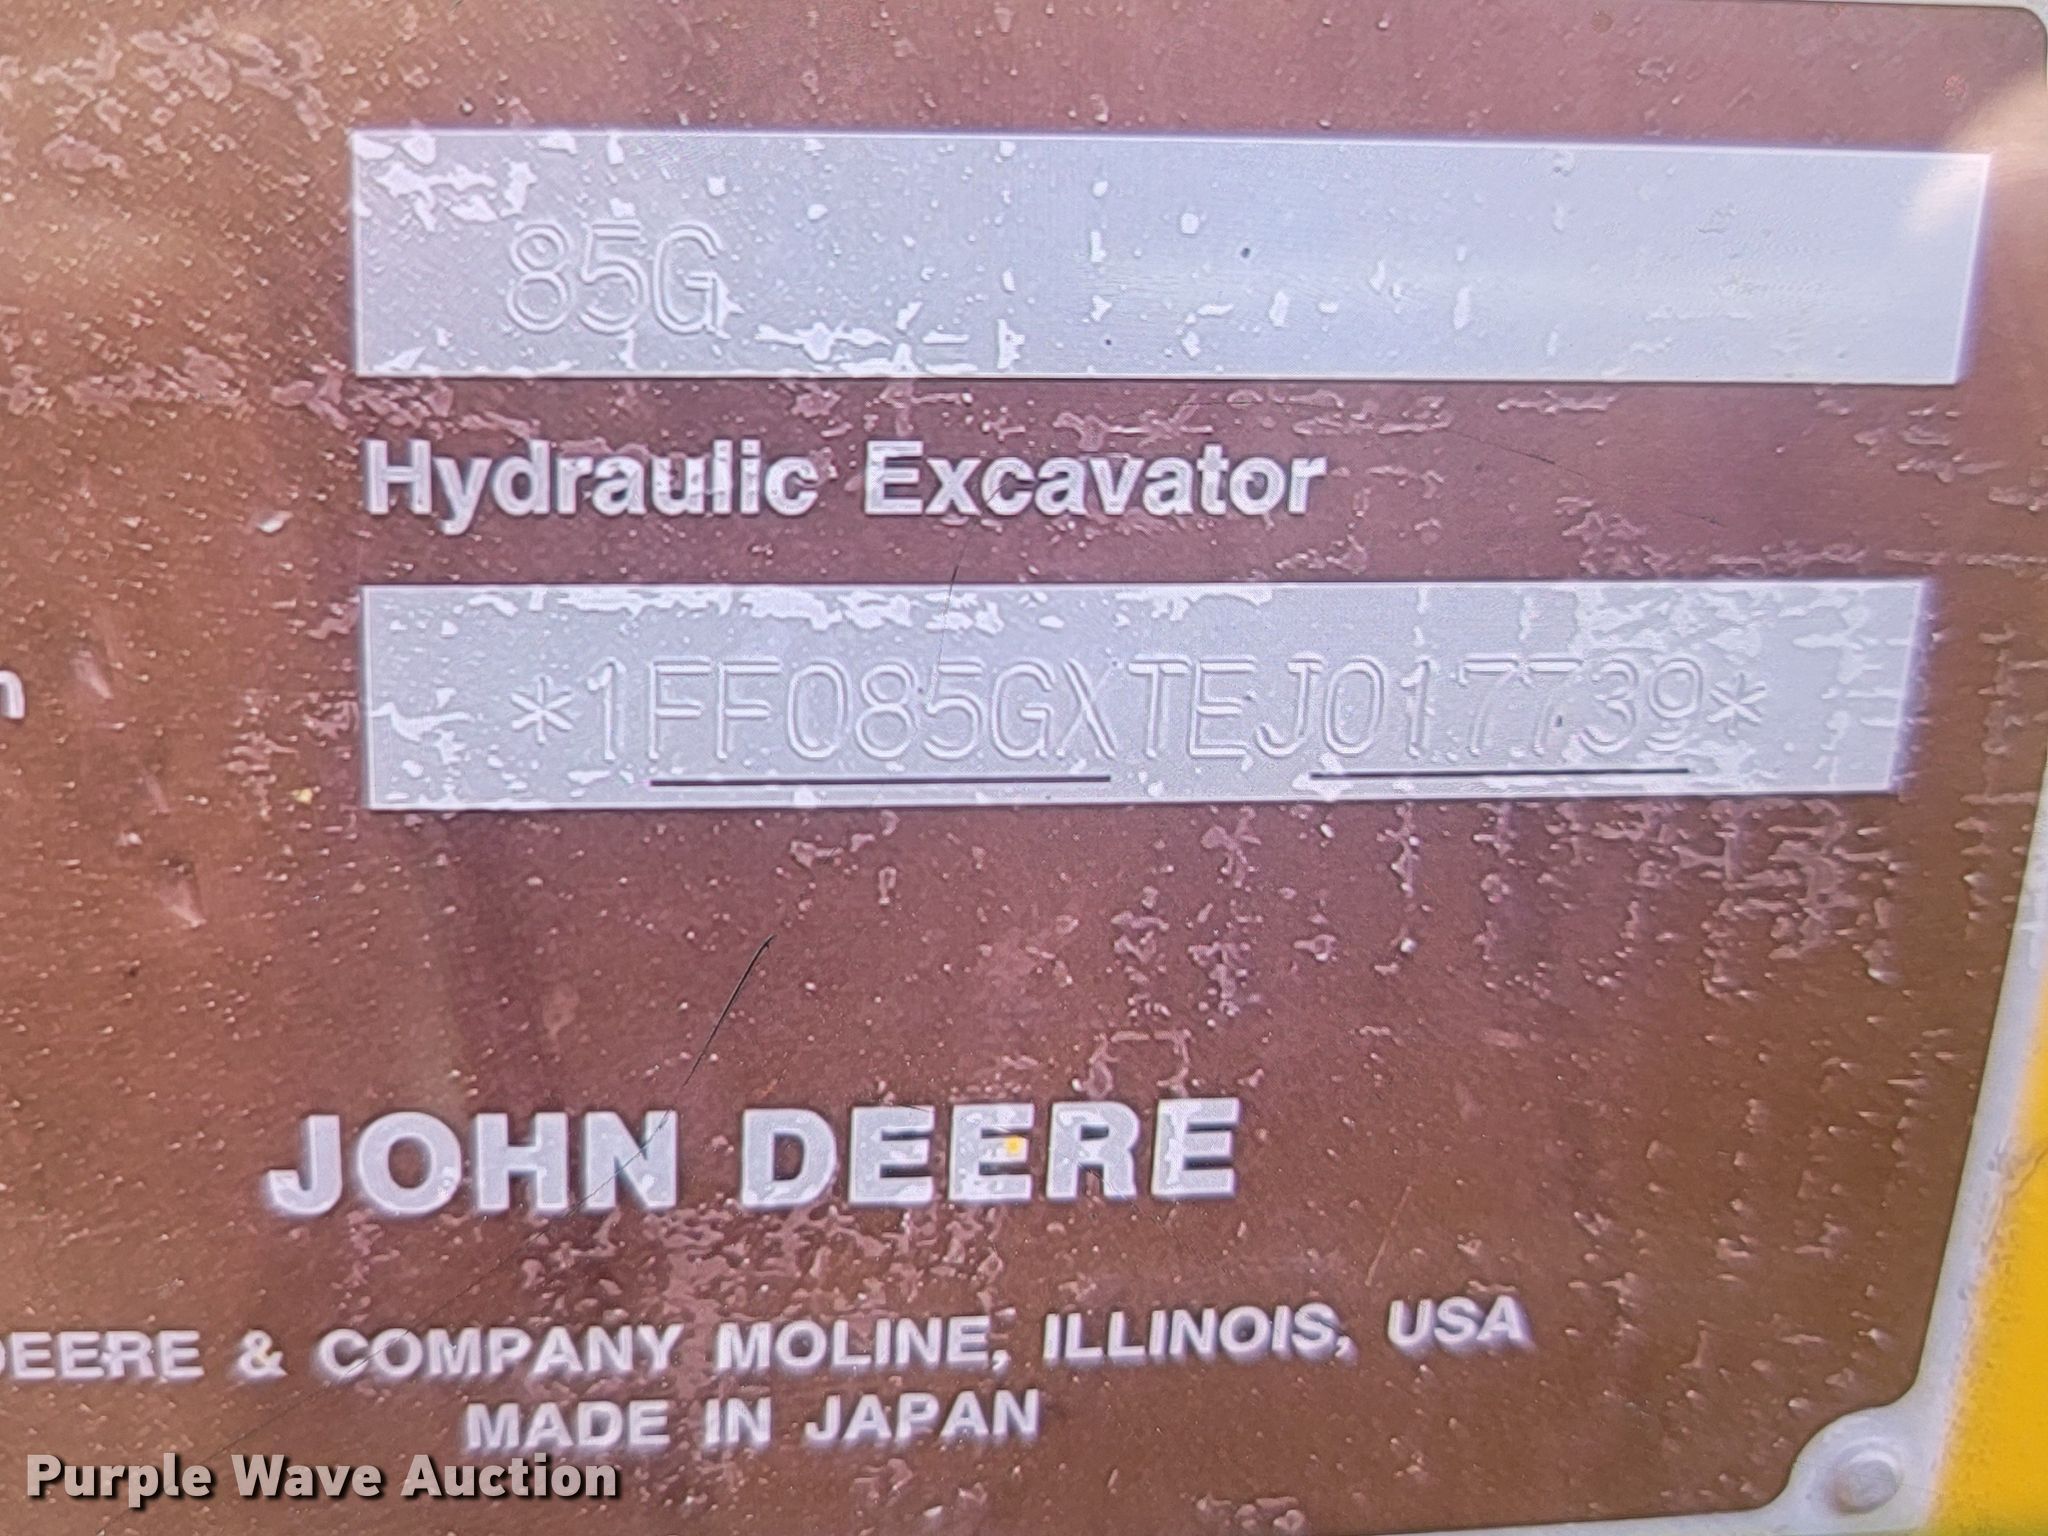 85G
Hydraulic Excavator
n
*1FF085GXTEJ017739*
JOHN DEERE
DEERE & COMPANY MOLINE, ILLINOIS, USA
MADE IN JAPAN
Purple Wave Auction